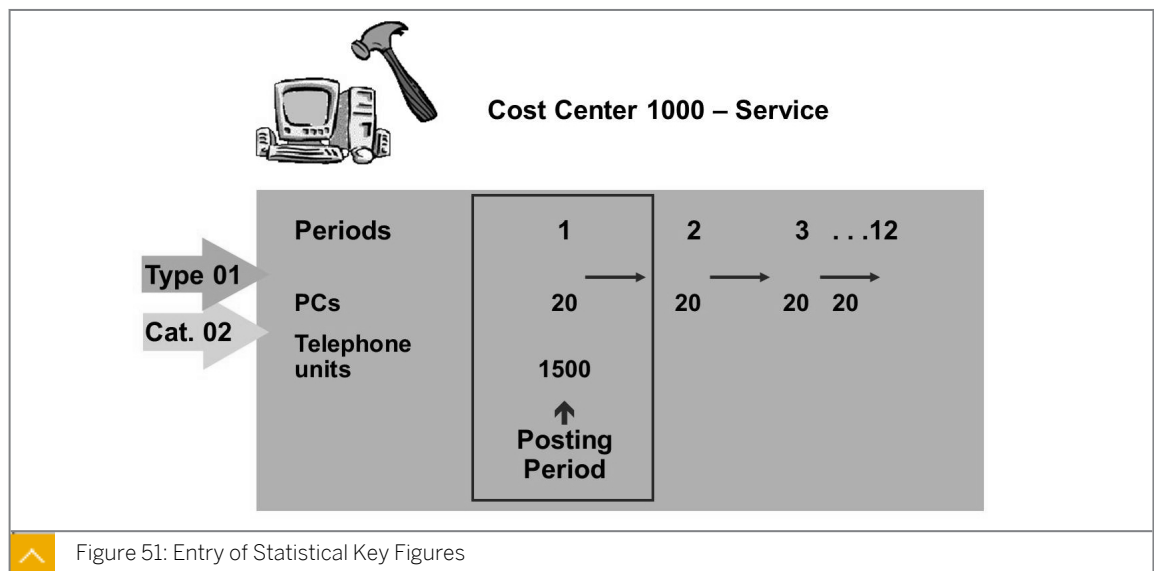 Cost Center 1000 – Service
Periods 1 2 3 . . .12
Type 01
PCs 20 20 20 20
Cat. 02
Telephone
units 1500
Posting
Period
Figure 51: Entry of Statistical Key Figures